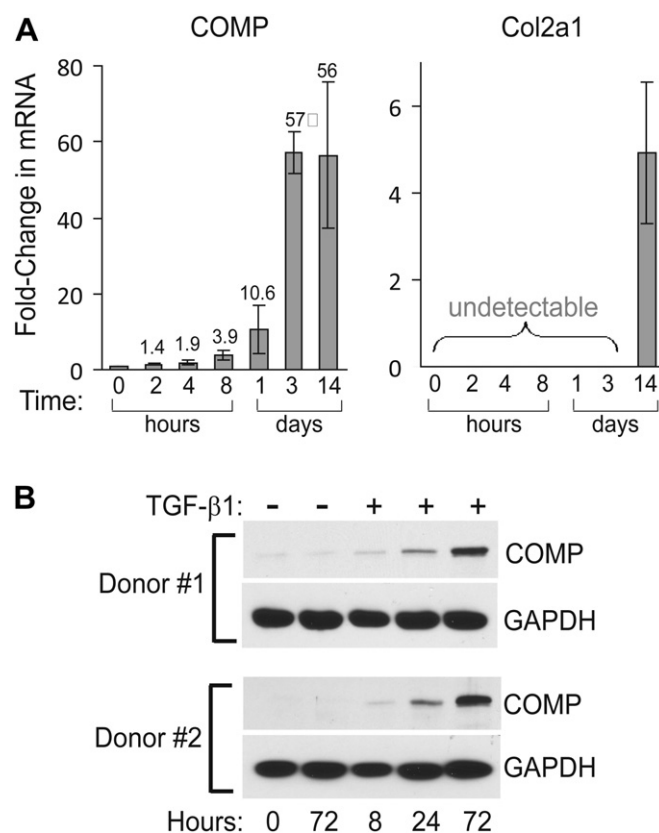 A
COMP
Col2a1
Fold-Change in mRNA
80
60
40
20
0
1.4
1.9
3.9
10.6
57
56
0 2 4 8 1 3 14
Time:
hours
days
6
4
2
0
undetectable
0 2 4 8 1 3 14
hours
days
B
TGF-β1: - - + + +
Donor #1
COMP
GAPDH
Donor #2
COMP
GAPDH
Hours: 0 72 8 24 72